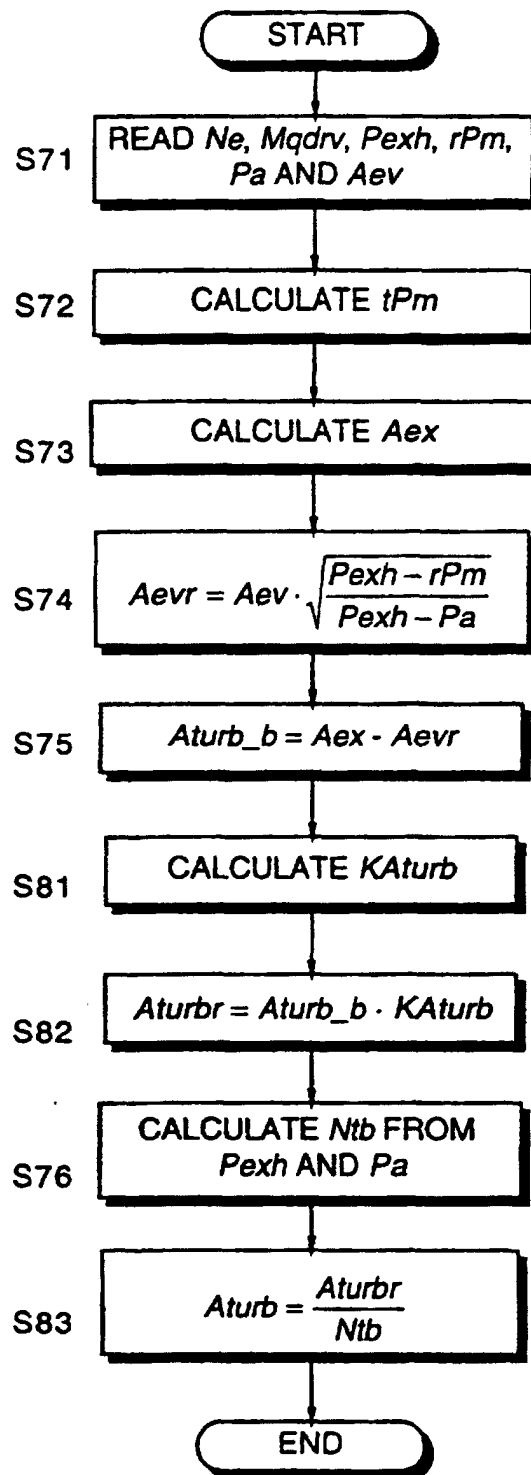 START
S71
READ Ne, Mqdrv, Pexh, rPm,
Pa AND Aev
S72
CALCULATE tPm
S73
CALCULATE Aex
S74
Aevr = Aev · √((Pexh – rPm)/(Pexh – Pa))
S75
Aturb_b = Aex - Aevr
S81
CALCULATE KAturb
S82
Aturbr = Aturb_b · KAturb
S76
CALCULATE Ntb FROM
Pexh AND Pa
S83
Aturb = Aturbr/Ntb
END